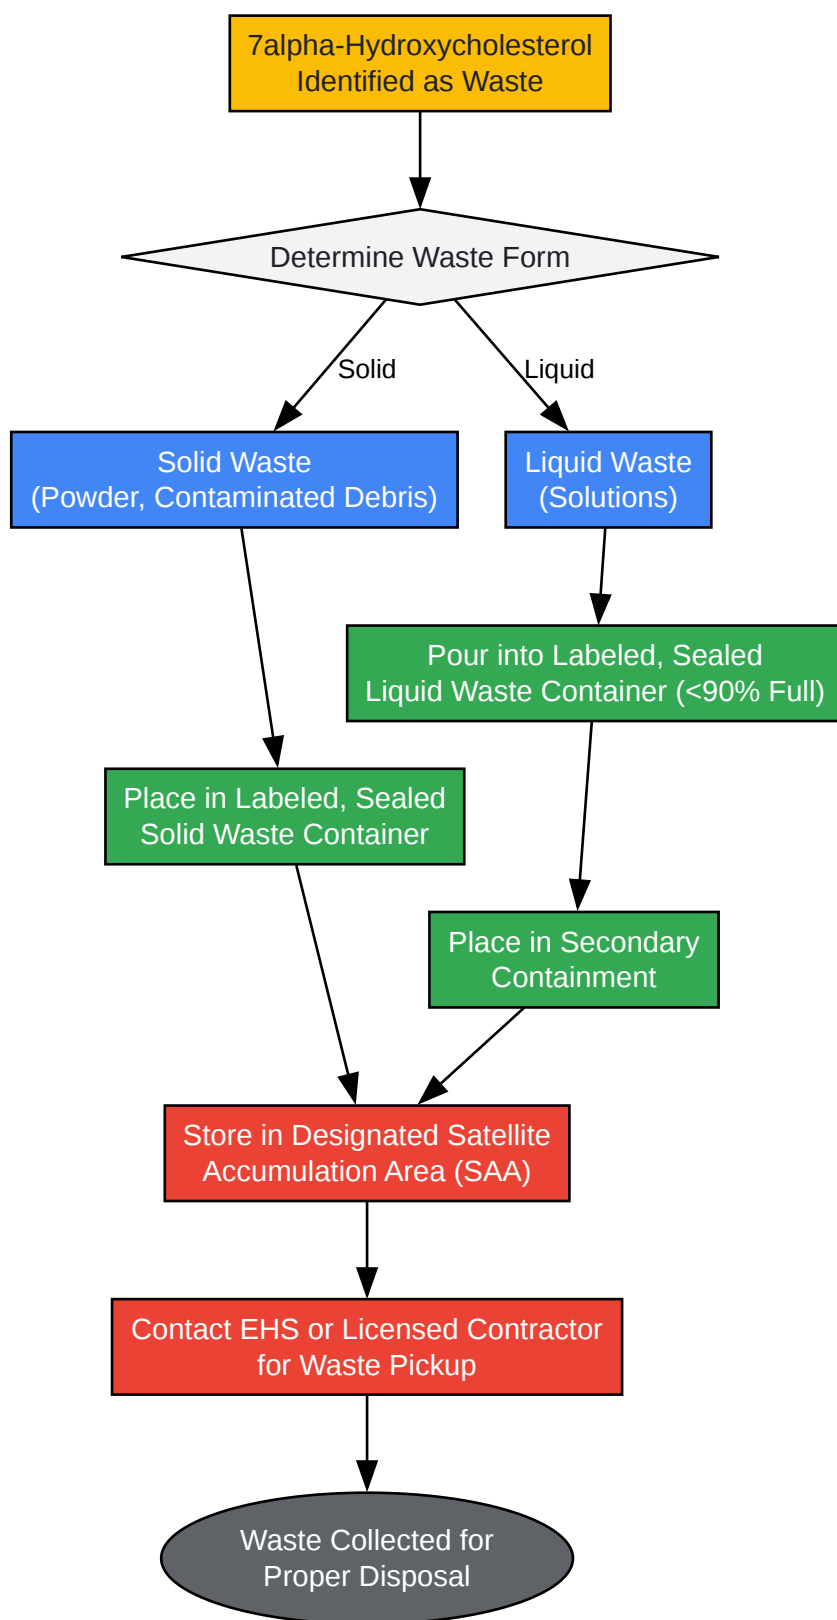 7alpha-Hydroxycholesterol
Identified as Waste
Determine Waste Form
Solid
Liquid
Solid Waste
(Powder, Contaminated Debris)
Liquid Waste
(Solutions)
Pour into Labeled, Sealed
Liquid Waste Container (<90% Full)
Place in Labeled, Sealed
Solid Waste Container
Place in Secondary
Containment
Store in Designated Satellite
Accumulation Area (SAA)
Contact EHS or Licensed Contractor
for Waste Pickup
Waste Collected for
Proper Disposal